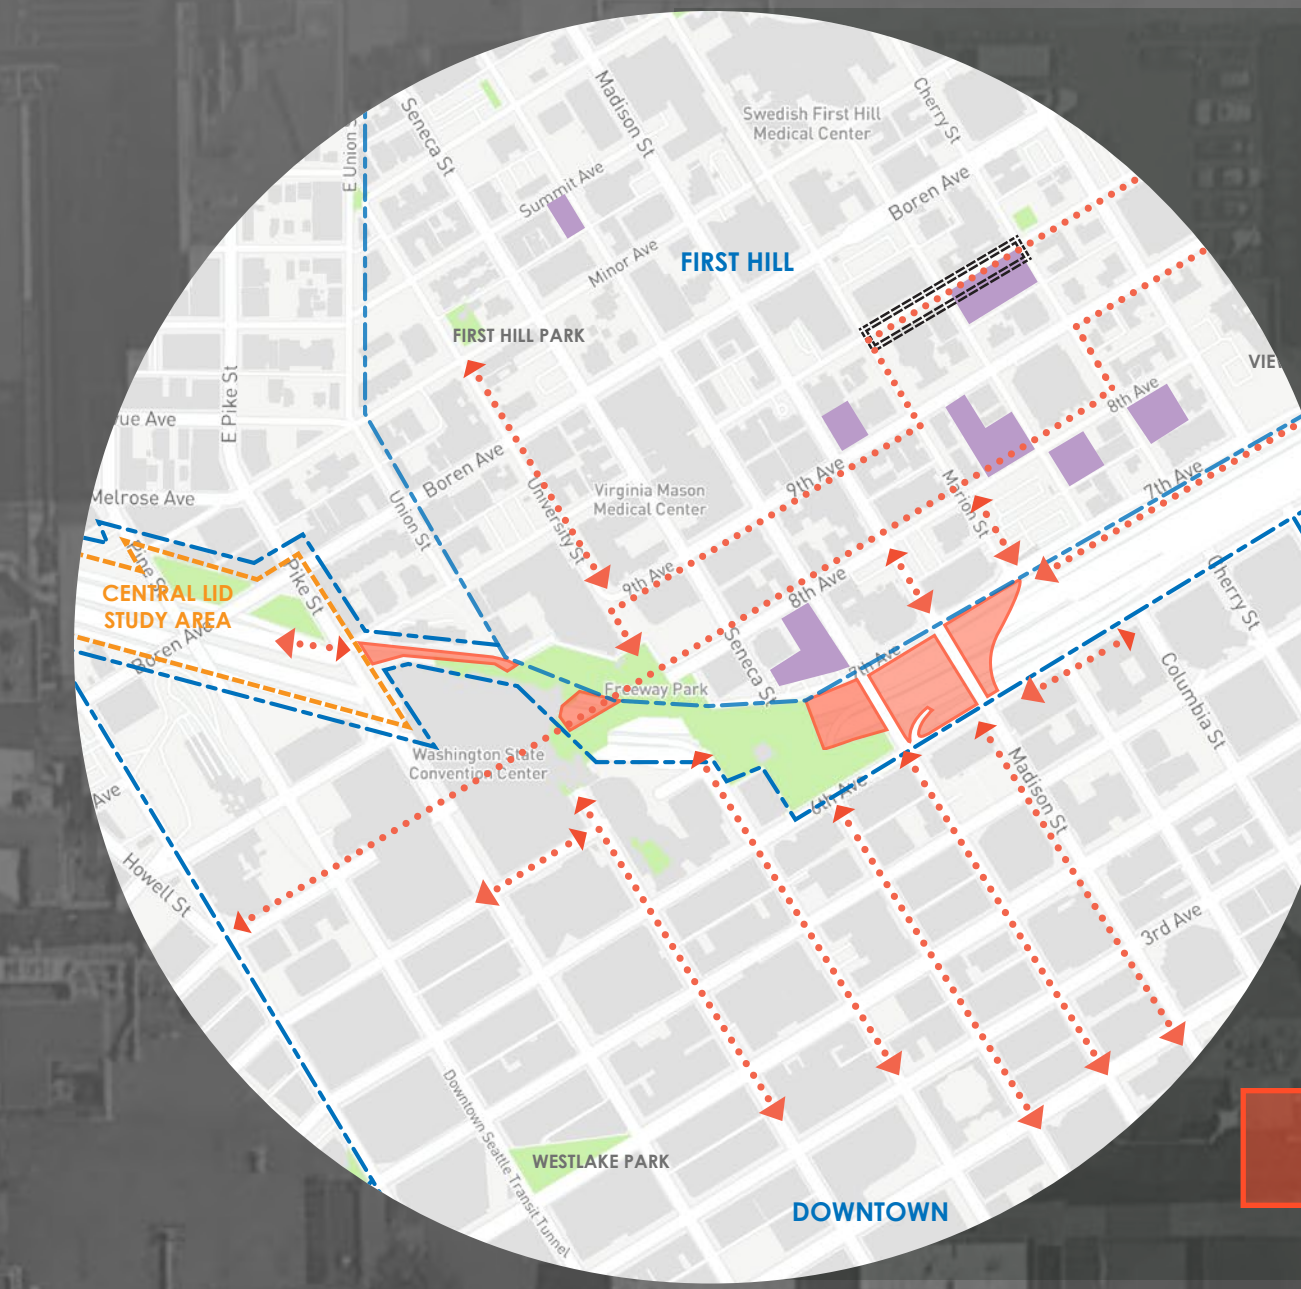 Seneca St
Madison St
Cherry St
Swedish First Hill
Medical Center
E Union S
Summit Ave
Boren Ave
FIRST HILL
Minor Ave
FIRST HILL PARK
VIE
E Pike St
8th Ave
ue Ave
Boren Ave
9th Ave
7th Ave
Melrose Ave
Union St
University St
Virginia Mason
Medical Center
Marion St
Pine S
Pike St
9th Ave
8th Ave
Cherry St
CENTRAL LID
STUDY AREA
Boren Ave
Seneca S
7th Ave
Freeway Park
Columbia St
Washington State
Convention Center
Madison St
6th Ave
Ave
Howell St
3rd Ave
Downtown Seattle Transit Tunnel
WESTLAKE PARK
DOWNTOWN